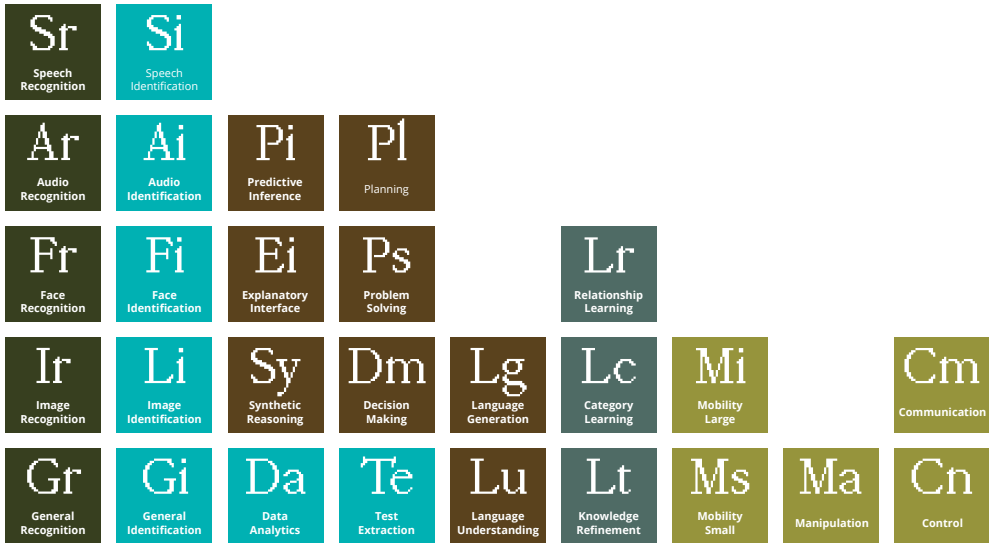 Sr
Speech
Recognition
Si
Speech
Identification
Ar
Audio
Recognition
Ai
Audio
Identification
Pi
Predictive
Inference
Pl
Planning
Fr
Face
Recognition
Fi
Face
Identification
Ei
Explanatory
Interface
Ps
Problem
Solving
Lr
Relationship
Learning
Ir
Image
Recognition
Li
Image
Identification
Sy
Synthetic
Reasoning
Dm
Decision
Making
Lg
Language
Generation
Lc
Category
Learning
Mi
Mobility
Large
Cm
Communication
Gr
General
Recognition
Gi
General
Identification
Da
Data
Analytics
Te
Test
Extraction
Lu
Language
Understanding
Lt
Knowledge
Refinement
Ms
Mobility
Small
Ma
Manipulation
Cn
Control